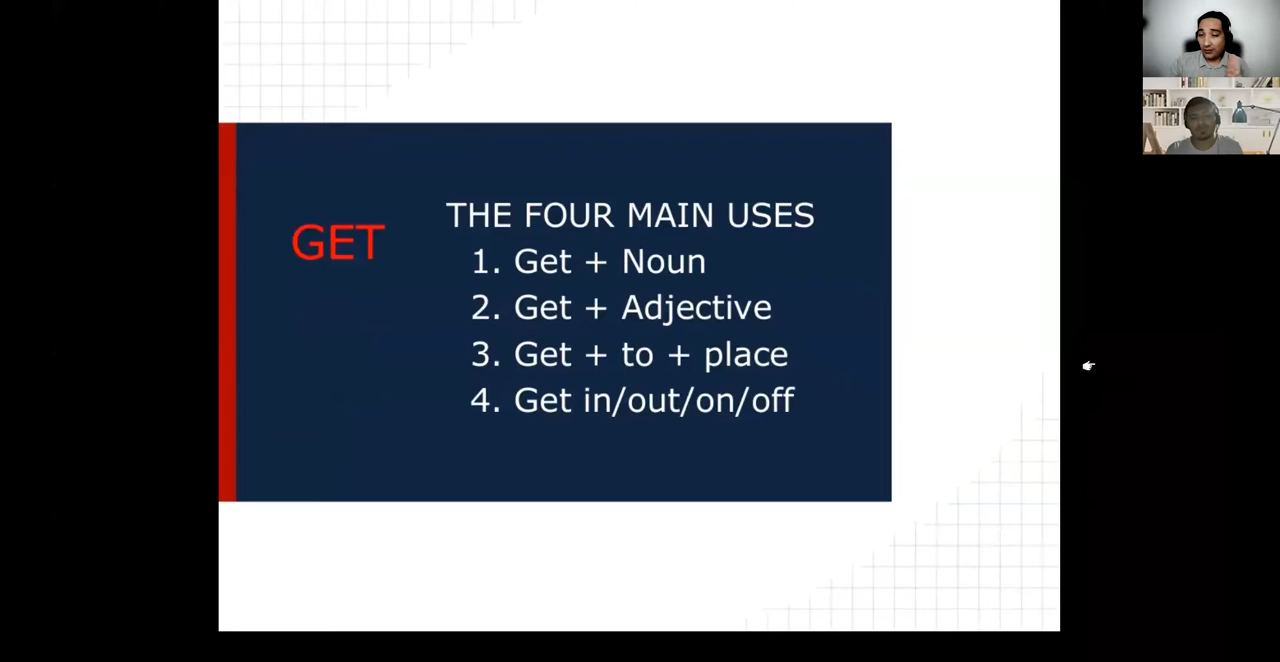 GET
THE FOUR MAIN USES
1. Get + Noun
2. Get + Adjective
3. Get + to + place
4. Get in/out/on/off